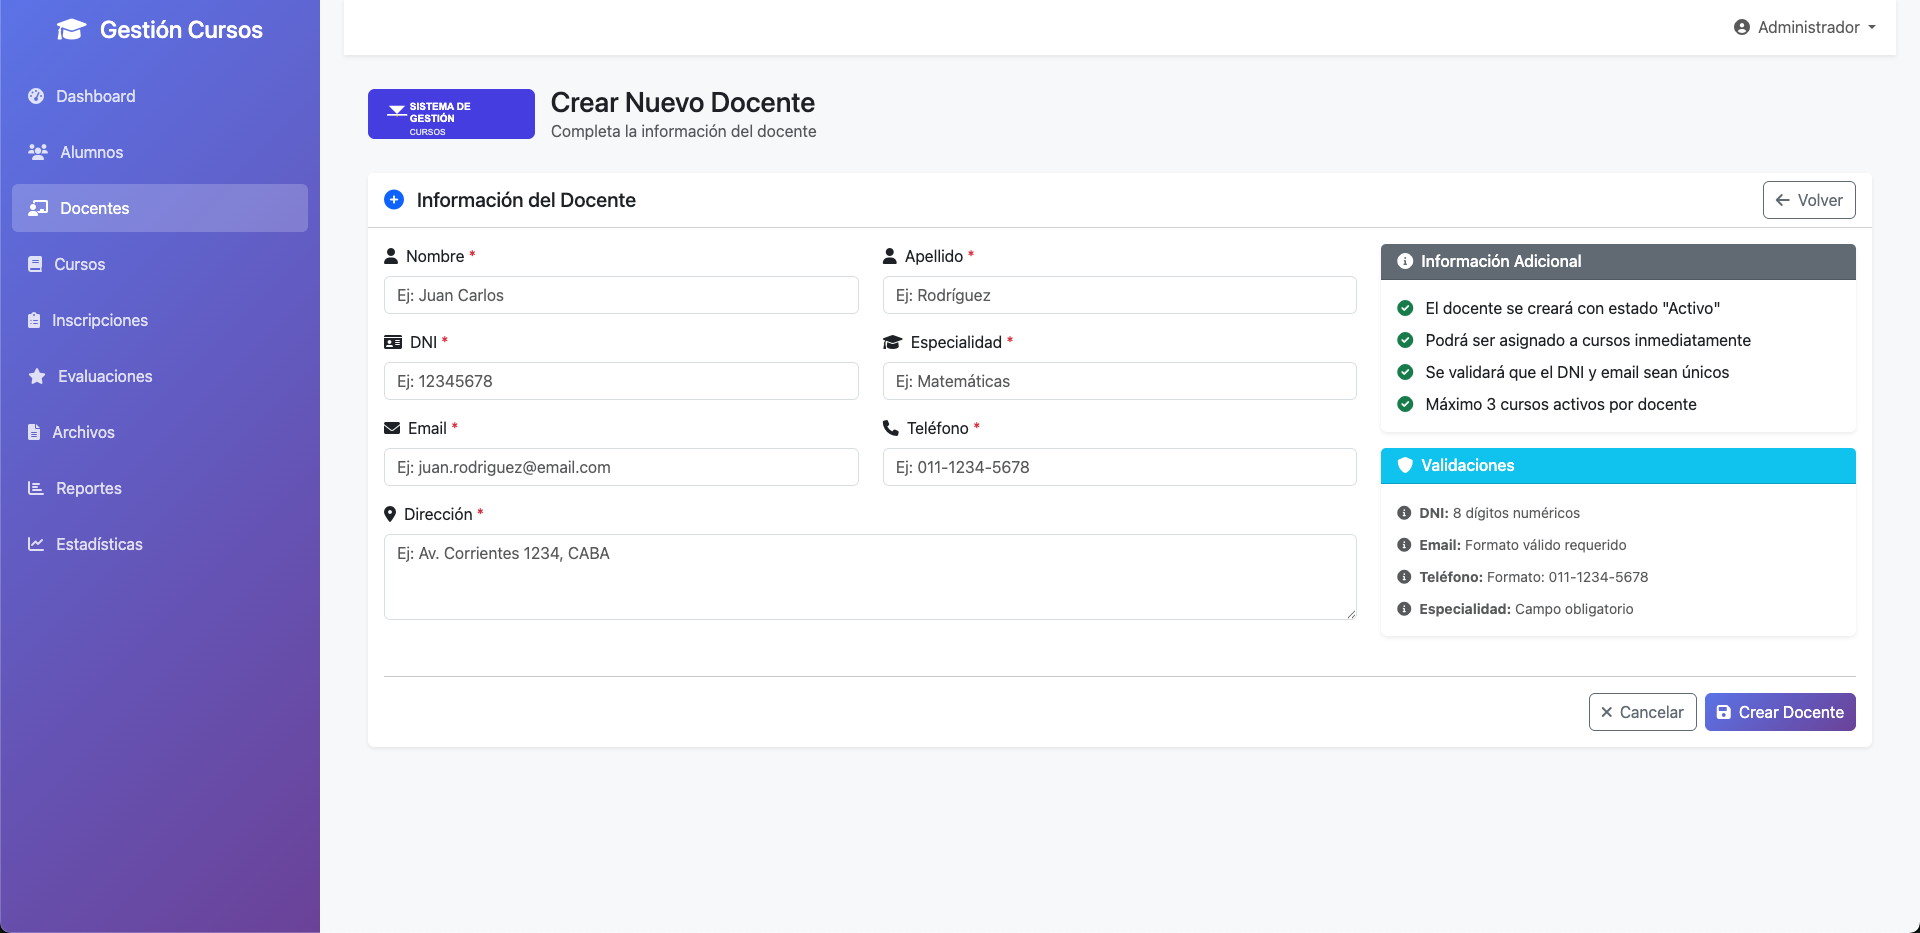 Gestión Cursos
Administrador
Dashboard
Alumnos
Docentes
Cursos
Inscripciones
Evaluaciones
Archivos
Reportes
Estadísticas
SISTEMA DE
GESTIÓN
CURSOS
Crear Nuevo Docente
Completa la información del docente
Información del Docente
Volver
Nombre *
Ej: Juan Carlos
Apellido *
Ej: Rodríguez
DNI *
Ej: 12345678
Especialidad *
Ej: Matemáticas
Email *
Ej: juan.rodriguez@email.com
Teléfono *
Ej: 011-1234-5678
Dirección *
Ej: Av. Corrientes 1234, CABA
Información Adicional
El docente se creará con estado "Activo"
Podrá ser asignado a cursos inmediatamente
Se validará que el DNI y email sean únicos
Máximo 3 cursos activos por docente
Validaciones
DNI: 8 dígitos numéricos
Email: Formato válido requerido
Teléfono: Formato: 011-1234-5678
Especialidad: Campo obligatorio
Cancelar
Crear Docente